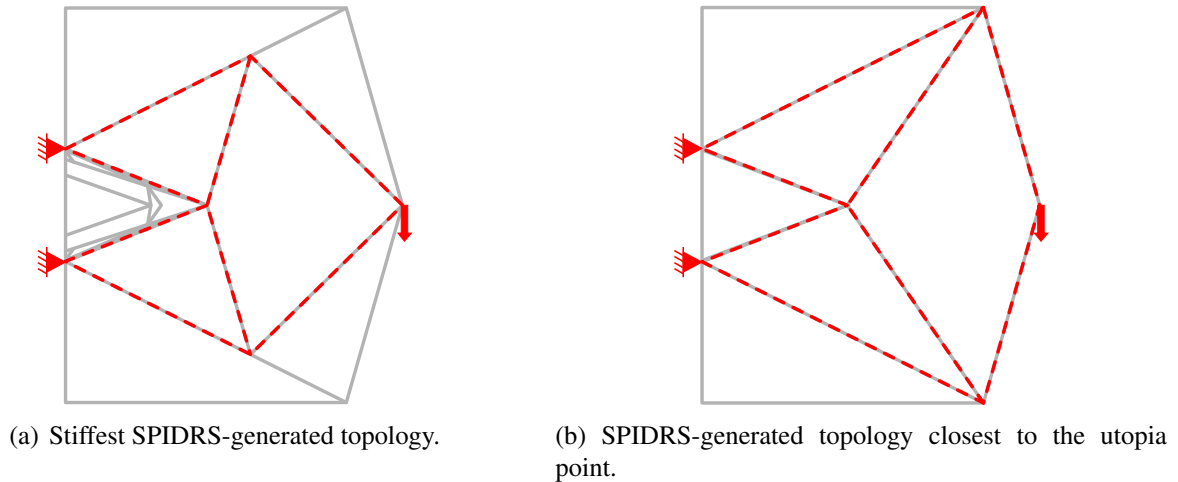 (a) Stiffest SPIDRS-generated topology.
(b) SPIDRS-generated topology closest to the utopia
point.